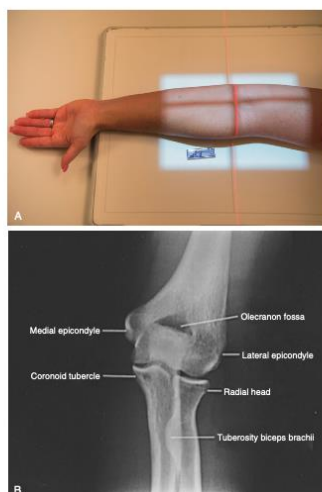 A
Olecranon fossa
Medial epicondyle
Lateral epicondyle
Coronoid tubercle
Radial head
Tuberosity biceps brachii
B